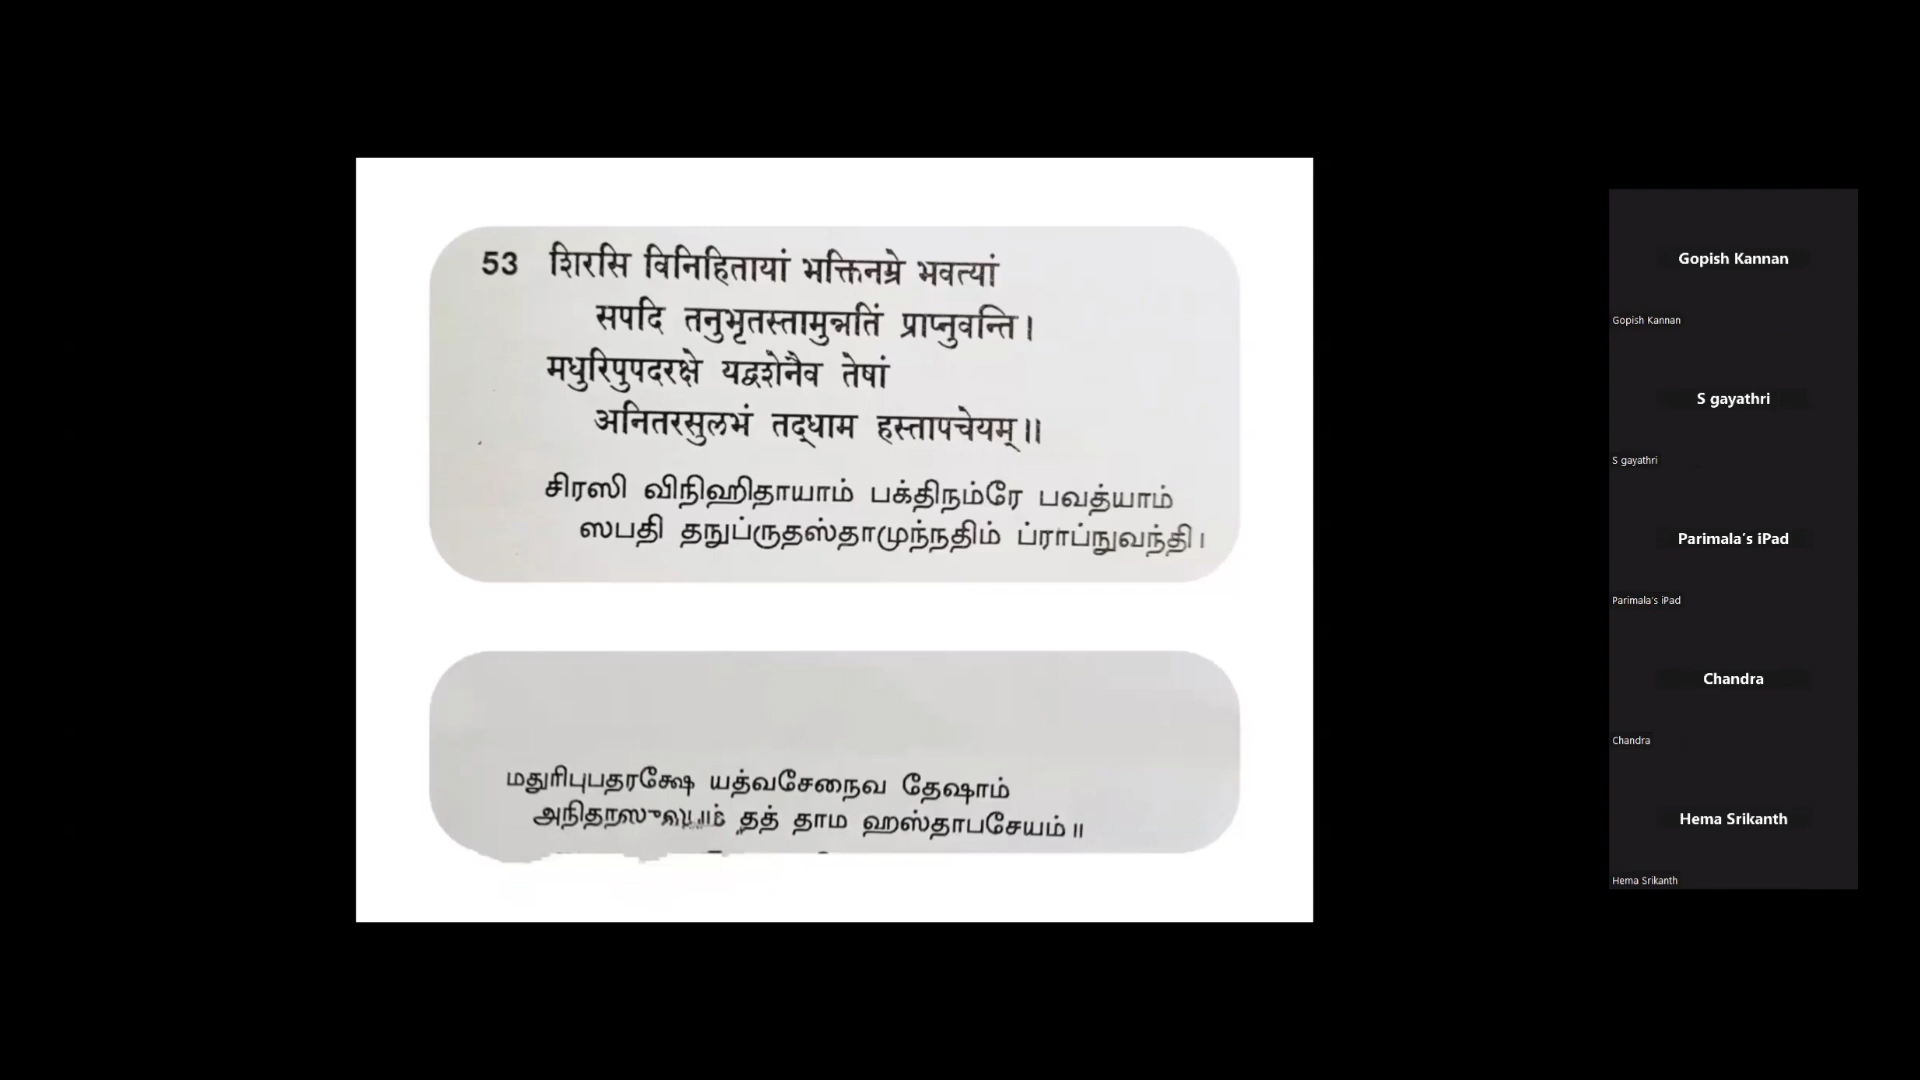 53 शिरसि विनिहितायां भक्तिनम्रे भवत्यां
सपदि तनुभृतस्तामुन्नतिं प्राप्नुवन्ति।
मधुरिपुपदरक्षे यद्वशेनैव तेषां
अनितरसुलभं तद्धाम हस्तापचेयम्॥
சிரஸி விநிஹிதாயாம் பக்திநம்ரே பவத்யாம்
ஸபதி தநுப்ருதஸ்தாமுந்நதிம் ப்ராப்நுவந்தி।
மதுரிபுபதரக்ஷே யத்வசேநைவ தேஷாம்
தத் தாம ஹஸ்தாபசேயம்॥
Gopish Kannan
Gopish Kannan
S gayathri
S gayathri
Parimala's iPad
Parimala's iPad
Chandra
Chandra
Hema Srikanth
Hema Srikanth